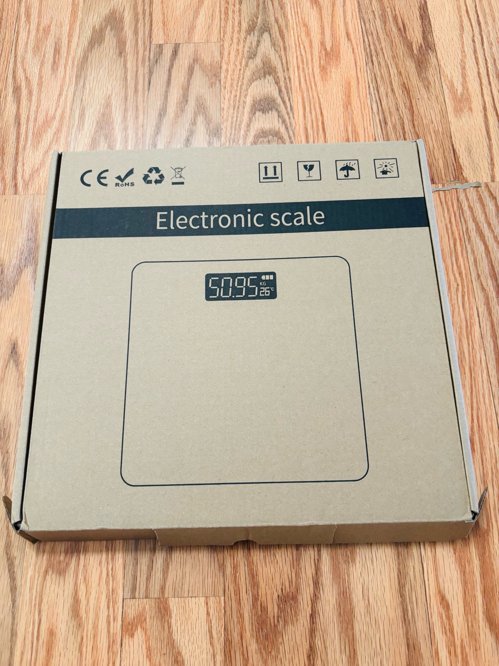 CE RoHS
Electronic scale
50.95 KG
26°C